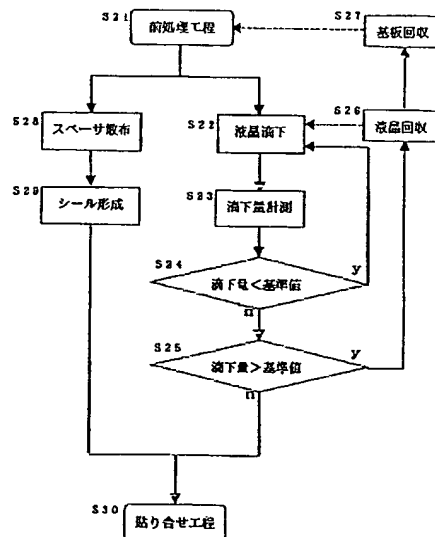 S21
前処理工程
S27
基板回収
S28
スペーサ散布
S22
液晶滴下
S26
液晶回収
S29
シール形成
S23
滴下量計測
S24
滴下量<基準値
y
n
S25
滴下量>基準値
y
n
S30
貼り合せ工程